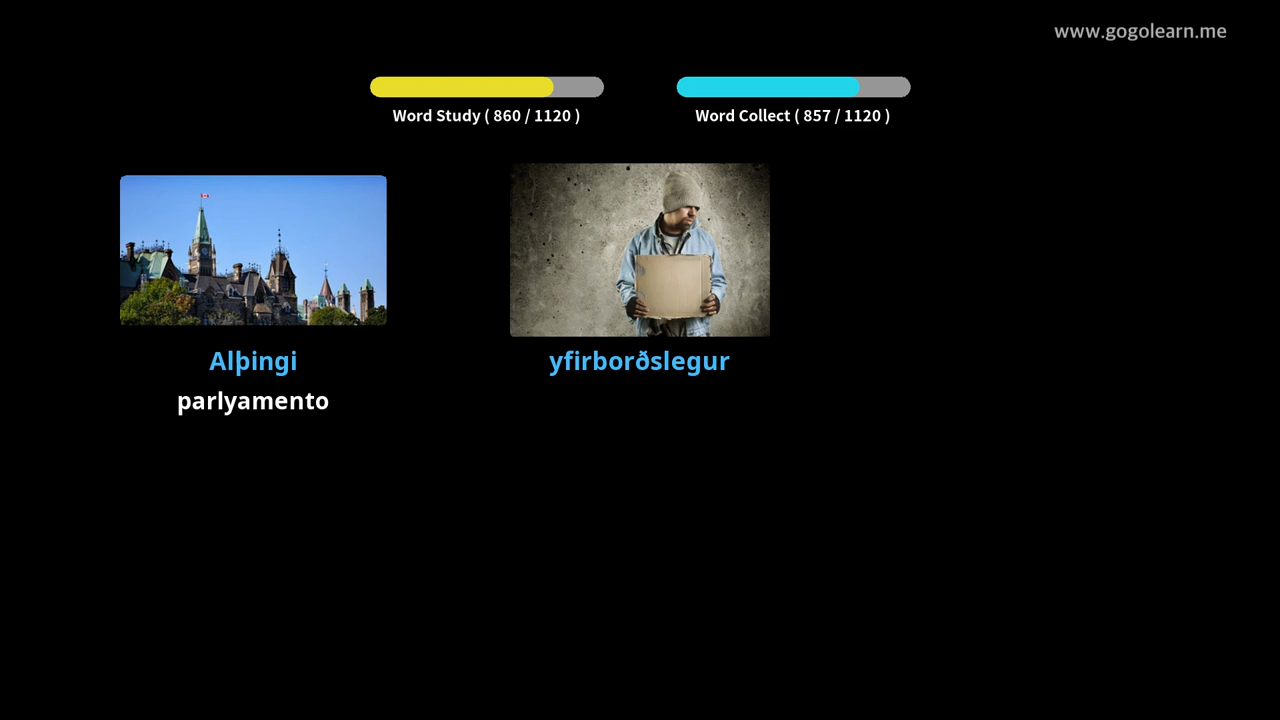 www.gogolearn.me
Word Study ( 860 / 1120 )
Word Collect ( 857 / 1120 )
Alþingi
parlyamento
yfirborðslegur